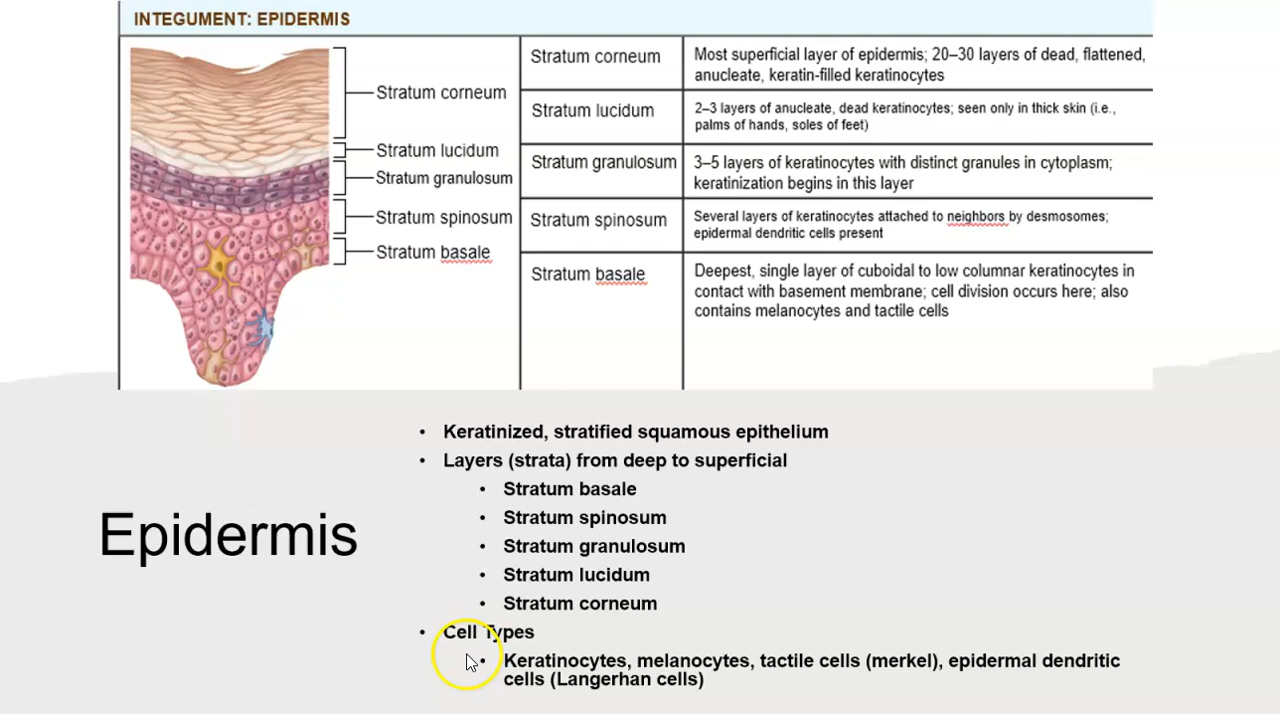 INTEGUMENT: EPIDERMIS
Stratum corneum
Stratum lucidum
Stratum granulosum
Stratum spinosum
Stratum basale
Stratum corneum
Most superficial layer of epidermis; 20–30 layers of dead, flattened,
anucleate, keratin-filled keratinocytes
Stratum lucidum
2–3 layers of anucleate, dead keratinocytes; seen only in thick skin (i.e.,
palms of hands, soles of feet)
Stratum granulosum
3–5 layers of keratinocytes with distinct granules in cytoplasm;
keratinization begins in this layer
Stratum spinosum
Several layers of keratinocytes attached to neighbors by desmosomes;
epidermal dendritic cells present
Stratum basale
Deepest, single layer of cuboidal to low columnar keratinocytes in
contact with basement membrane; cell division occurs here; also
contains melanocytes and tactile cells
Epidermis
• Keratinized, stratified squamous epithelium
• Layers (strata) from deep to superficial
• Stratum basale
• Stratum spinosum
• Stratum granulosum
• Stratum lucidum
• Stratum corneum
• Cell Types
• Keratinocytes, melanocytes, tactile cells (merkel), epidermal dendritic
cells (Langerhan cells)